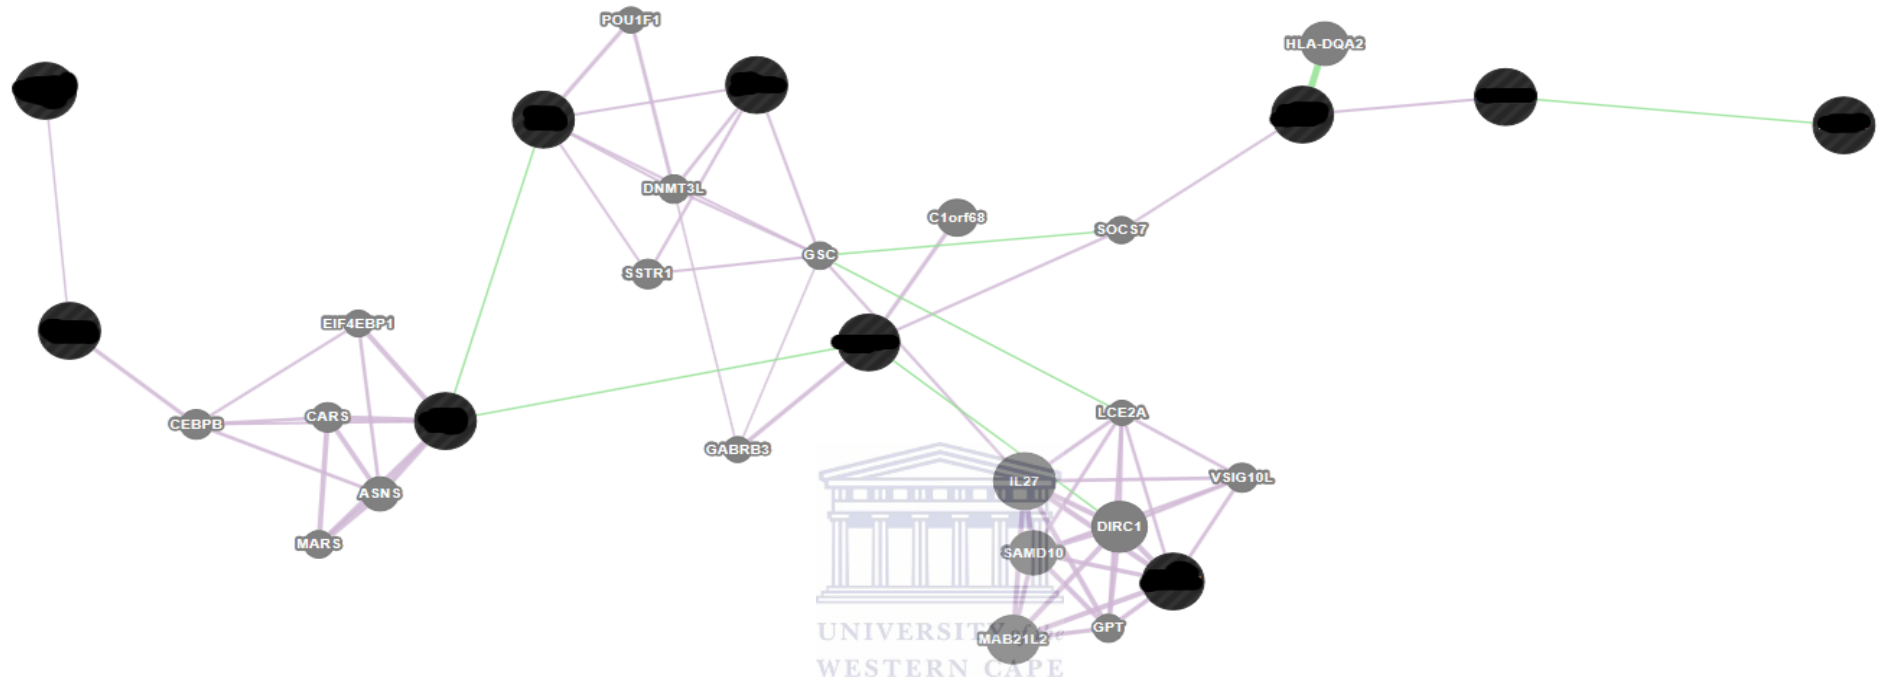 POU1F1
HLA-DQA2
DNMT3L
C1orf68
SOCS7
GSC
SSTR1
EIF4EBP1
CARS
CEBPB
LCE2A
GABRB3
VSIG10L
IL27
ASNS
DIRC1
MARS
SAMD10
GPT
MAB21L2
UNIVERSITY of the
WESTERN CAPE